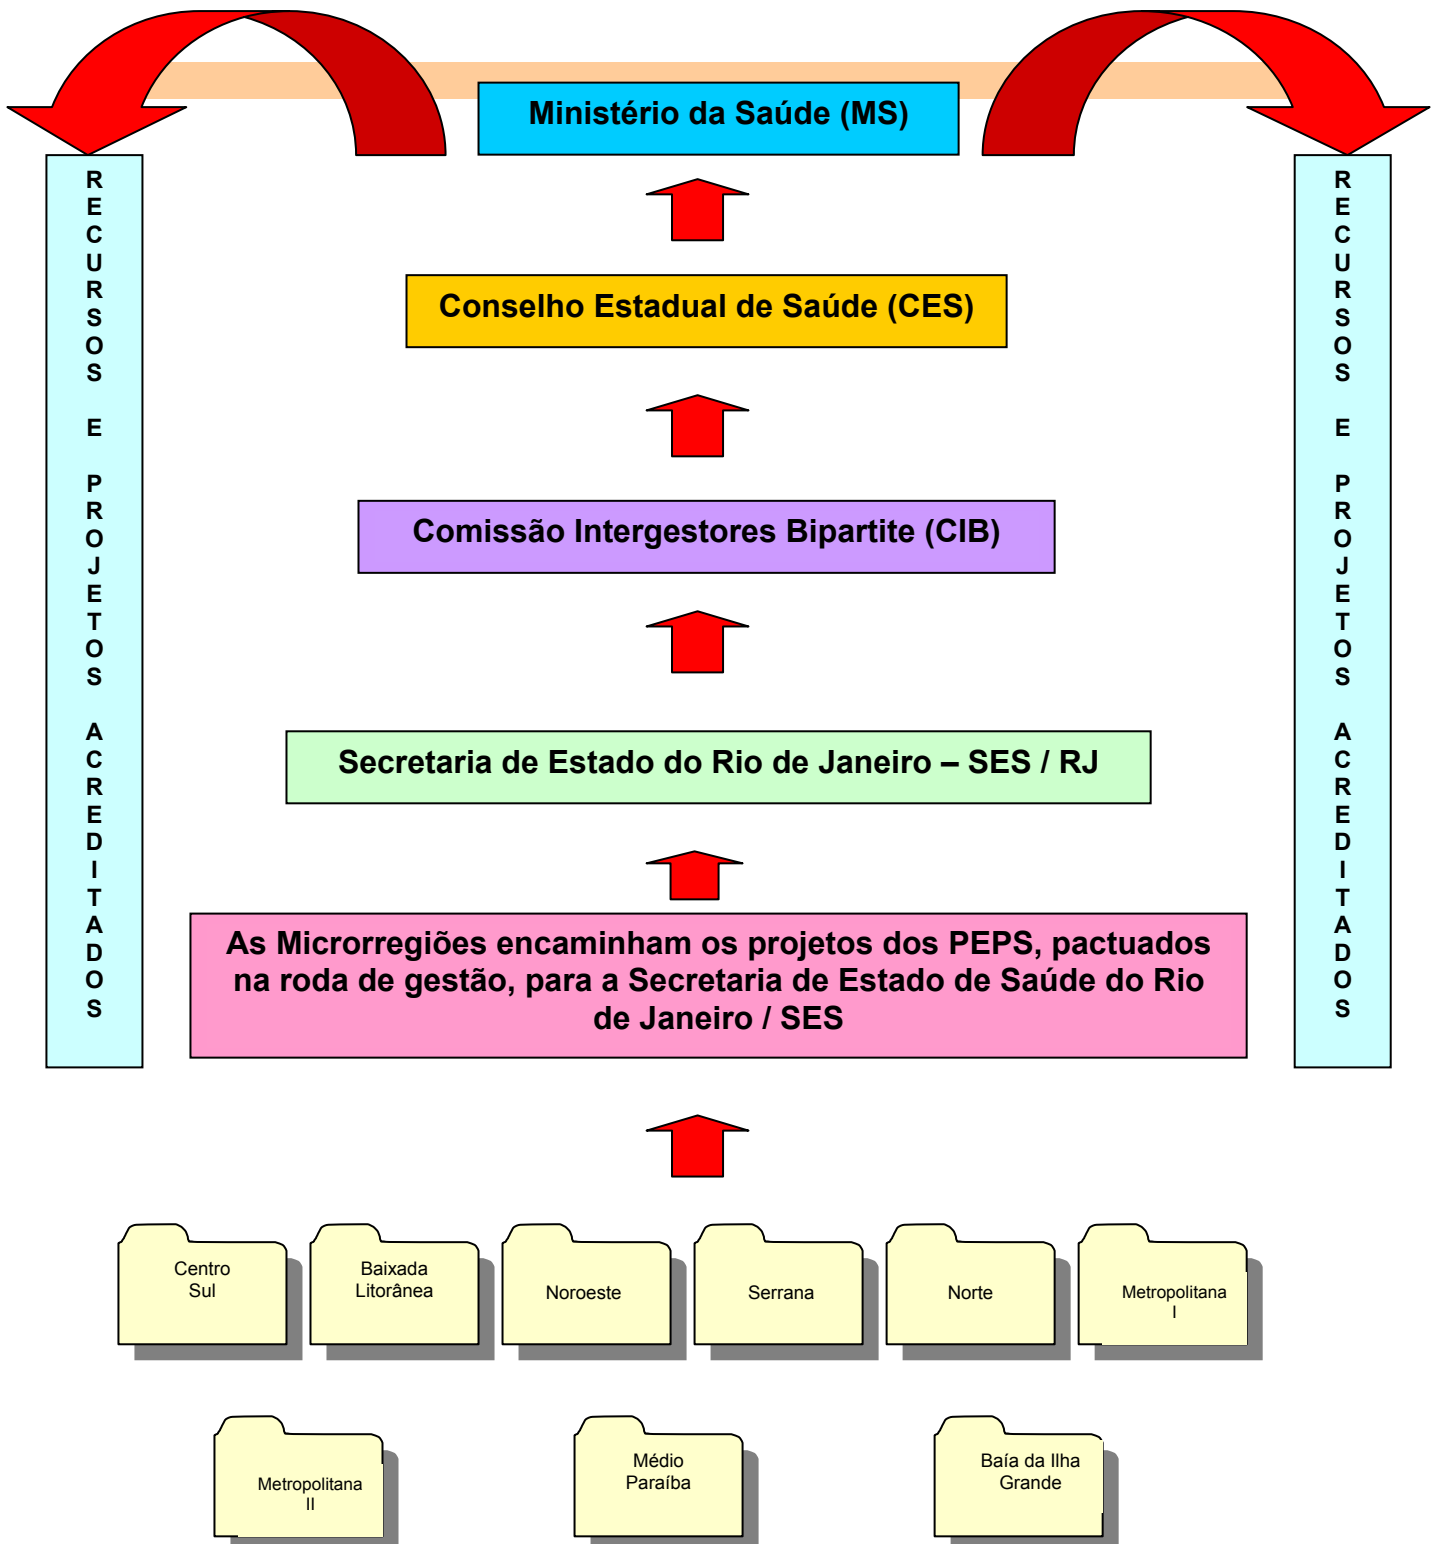 Ministério da Saúde (MS)
RECURSOS E PROJETOS ACREDITADOS
RECURSOS E PROJETOS ACREDITADOS
Conselho Estadual de Saúde (CES)
Comissão Intergestores Bipartite (CIB)
Secretaria de Estado do Rio de Janeiro – SES / RJ
As Microrregiões encaminham os projetos dos PEPS, pactuados
na roda de gestão, para a Secretaria de Estado de Saúde do Rio
de Janeiro / SES
Centro
Sul
Baixada
Litorânea
Noroeste
Serrana
Norte
Metropolitana
I
Metropolitana
II
Médio
Paraíba
Baía da Ilha
Grande